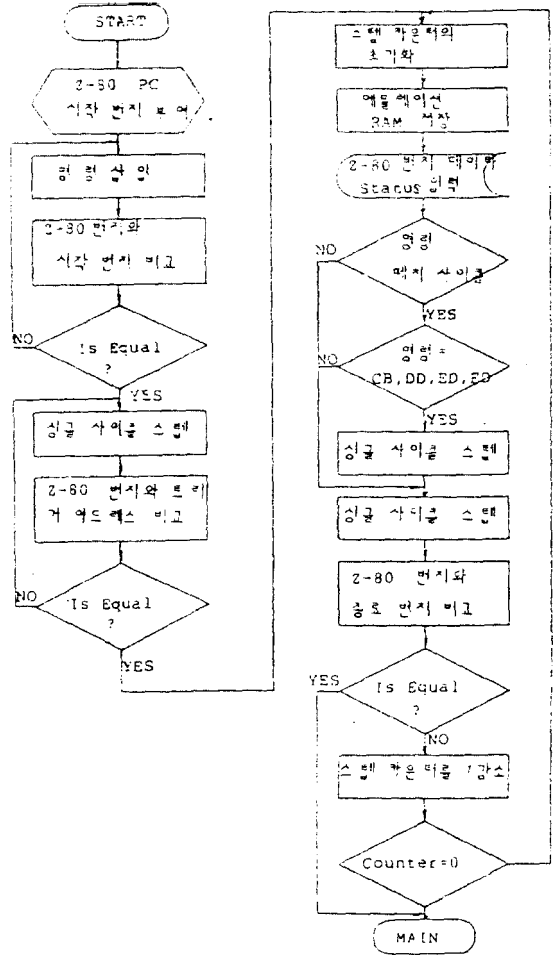 START
Z-80 PC
시작 번지 부여
명령 삽입
Z-80 번지와
시작 번지 비교
NO
Is Equal
?
YES
싱글 사이클 스텝
Z-80 번지와 트리
거 어드레스 비교
NO
Is Equal
?
YES
스텝 카운터의
초기화
에뮬레이션
RAM 저장
Z-80 번지 데이타
Status 입력
NO
명령
펙치 사이클
YES
NO
명령=
CB,DD,ED,FD
YES
싱글 사이클 스텝
싱글 사이클 스텝
Z-80 번지와
종료 번지 비교
YES
Is Equal
?
NO
스텝 카운터를 1감소
Counter=0
MAIN